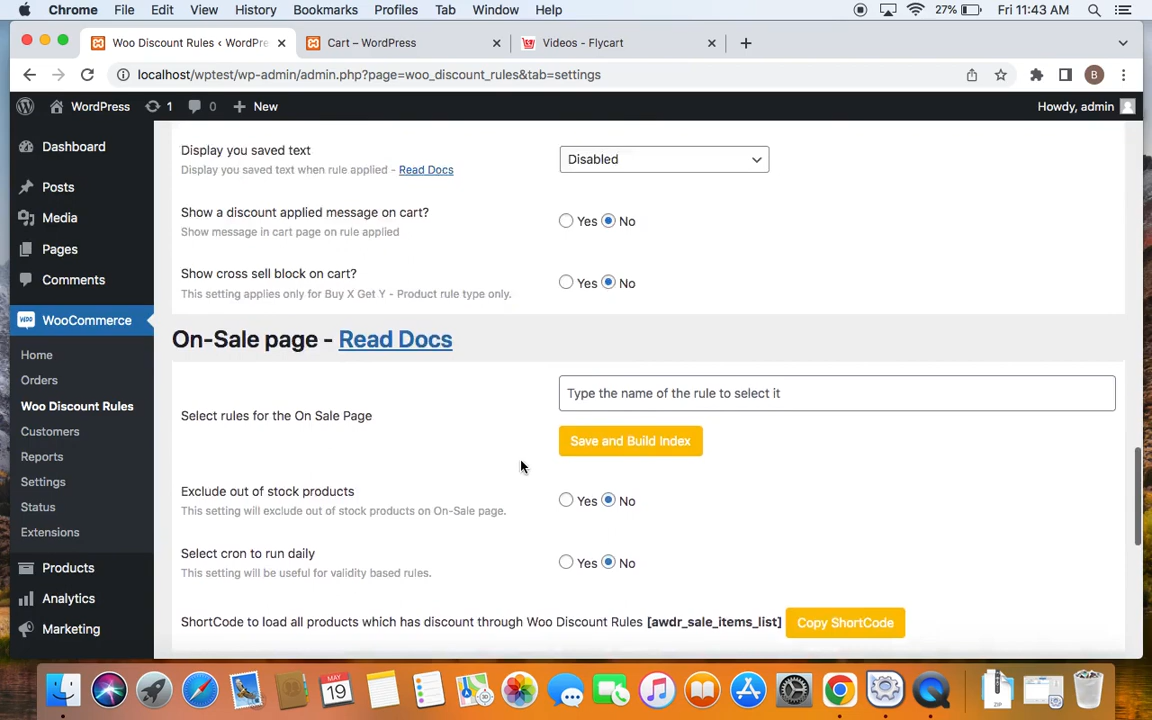 Chrome File Edit View History Bookmarks Profiles Tab Window Help 27% Fri 11:43 AM
Woo Discount Rules ‹ WordPre Cart – WordPress Videos - Flycart
localhost/wptest/wp-admin/admin.php?page=woo_discount_rules&tab=settings B
WordPress 1 0 New Howdy, admin
Dashboard
Posts
Media
Pages
Comments
WooCommerce
Home
Orders
Woo Discount Rules
Customers
Reports
Settings
Status
Extensions
Products
Analytics
Marketing
Display you saved text Disabled
Display you saved text when rule applied - Read Docs
Show a discount applied message on cart? Yes No
Show message in cart page on rule applied
Show cross sell block on cart? Yes No
This setting applies only for Buy X Get Y - Product rule type only.
On-Sale page - Read Docs
Type the name of the rule to select it
Select rules for the On Sale Page
Save and Build Index
Exclude out of stock products Yes No
This setting will exclude out of stock products on On-Sale page.
Select cron to run daily Yes No
This setting will be useful for validity based rules.
ShortCode to load all products which has discount through Woo Discount Rules [awdr_sale_items_list] Copy ShortCode
MAY
19
ZIP